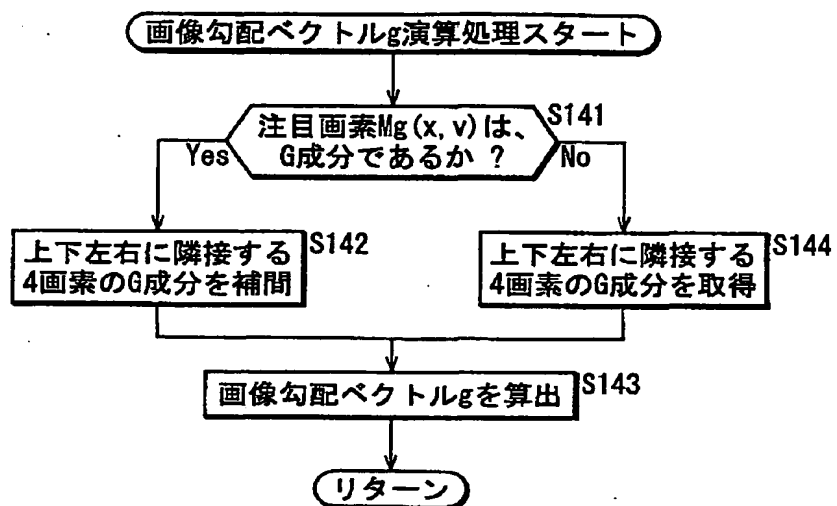 画像勾配ベクトルg演算処理スタート
S141
注目画素Mg(x,v)は、
G成分であるか ?
Yes
No
S142
上下左右に隣接する
4画素のG成分を補間
S144
上下左右に隣接する
4画素のG成分を取得
S143
画像勾配ベクトルgを算出
リターン